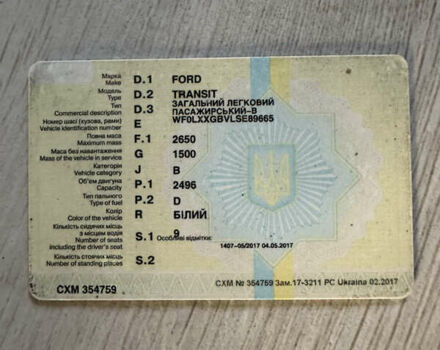 Марка
Make D.1 FORD
Модель
Type D.2 TRANSIT
Тип
Commercial description D.3 ЗАГАЛЬНИЙ ЛЕГКОВИЙ
ПАСАЖИРСЬКИЙ-В
Номер шасі (кузова, рами)
Vehicle identification number E WF0LXXGBVLSE89665
Повна маса
Maximum mass F.1 2650
Маса без навантаження
Mass of the vehicle in service G 1500
Категорія
Vehicle category J B
Об'єм двигуна
Capacity P.1 2496
Тип пального
Type of fuel P.2 D
Колір
Color of the vehicle R БІЛИЙ
Кількість сидячих місць
з місцем водія
Number of seats
including the driver's seat S.1 9
Особливі відмітки:
1407-05/2017 04.05.2017
Кількість стоячих місць
Number of standing places S.2
СХМ 354759
СХМ № 354759 Зам.17-3211 РС Ukraina 02.2017